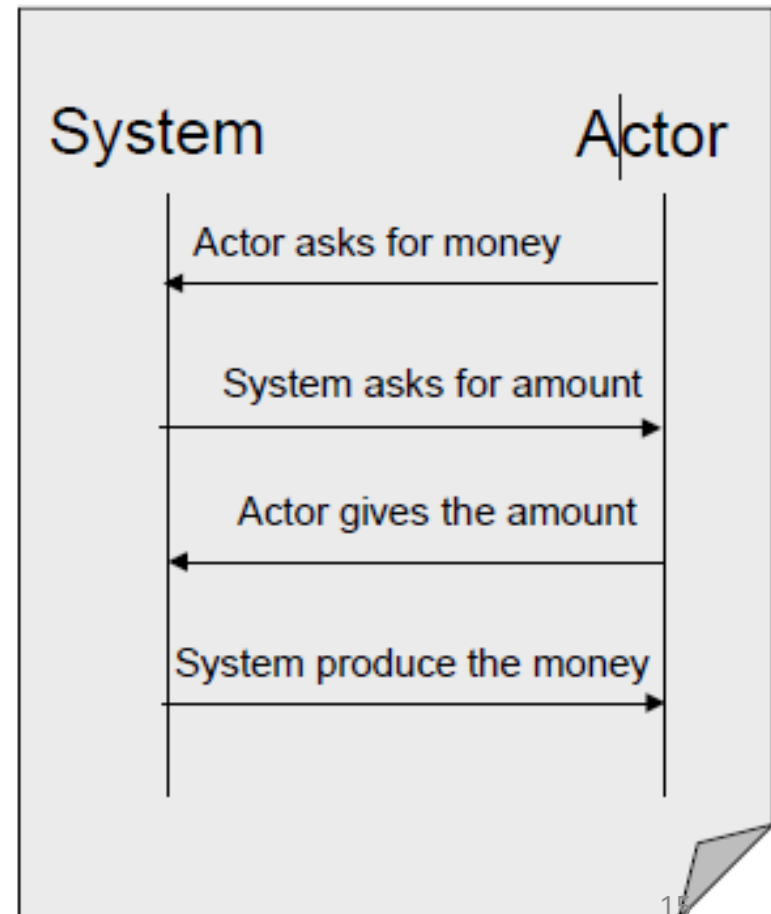 System Actor
Actor asks for money
System asks for amount
Actor gives the amount
System produce the money